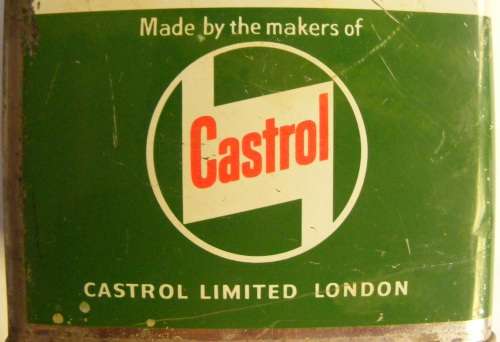 Made by the makers of
Castrol
CASTROL LIMITED LONDON